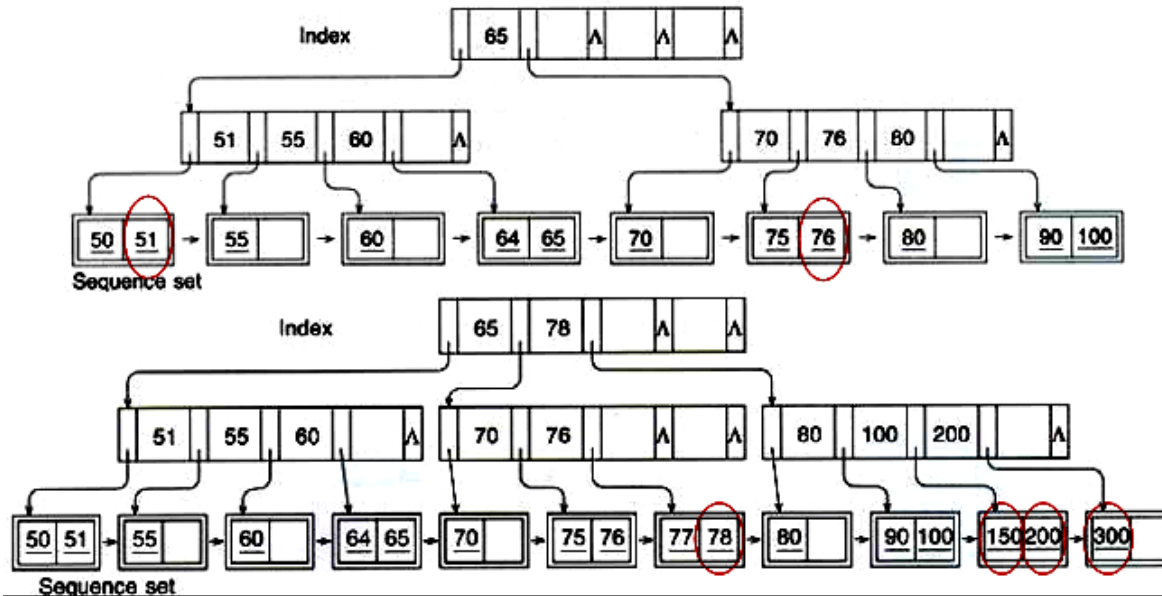 Index 65 Λ Λ Λ
51 55 60 Λ 70 76 80 Λ
50 51 55 60 64 65 70 75 76 80 90 100
Sequence set
Index 65 78 Λ Λ
51 55 60 Λ 70 76 Λ Λ 80 100 200 Λ
50 51 55 60 64 65 70 75 76 77 78 80 90 100 150 200 300
Sequence set